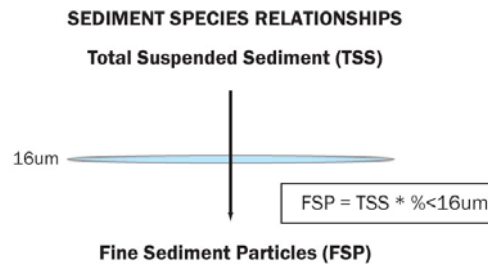 SEDIMENT SPECIES RELATIONSHIPS
Total Suspended Sediment (TSS)
16um
FSP = TSS * %<16um
Fine Sediment Particles (FSP)